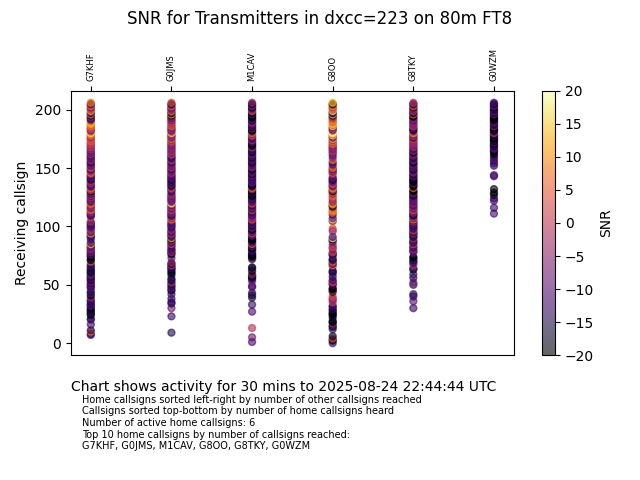 SNR for Transmitters in dxcc=223 on 80m FT8
G7KHF G0JMS M1CAV G8OO G8TKY G0WZM
200
150
100
50
0
Receiving callsign
20
15
10
5
0
−5
−10
−15
−20
SNR
Chart shows activity for 30 mins to 2025-08-24 22:44:44 UTC
Home callsigns sorted left-right by number of other callsigns reached
Callsigns sorted top-bottom by number of home callsigns heard
Number of active home callsigns: 6
Top 10 home callsigns by number of callsigns reached:
G7KHF, G0JMS, M1CAV, G8OO, G8TKY, G0WZM